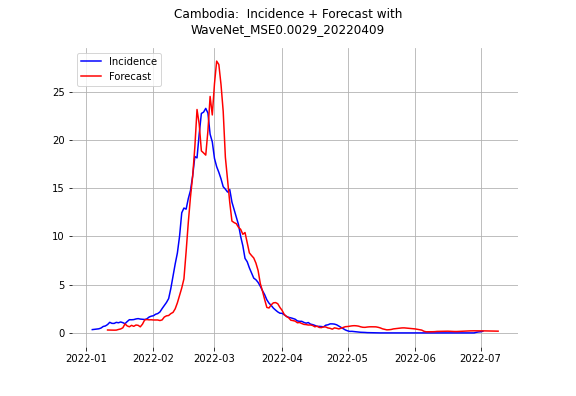 Cambodia:  Incidence + Forecast with
WaveNet_MSE0.0029_20220409
Incidence
Forecast
25
20
15
10
5
0
2022-01 2022-02 2022-03 2022-04 2022-05 2022-06 2022-07